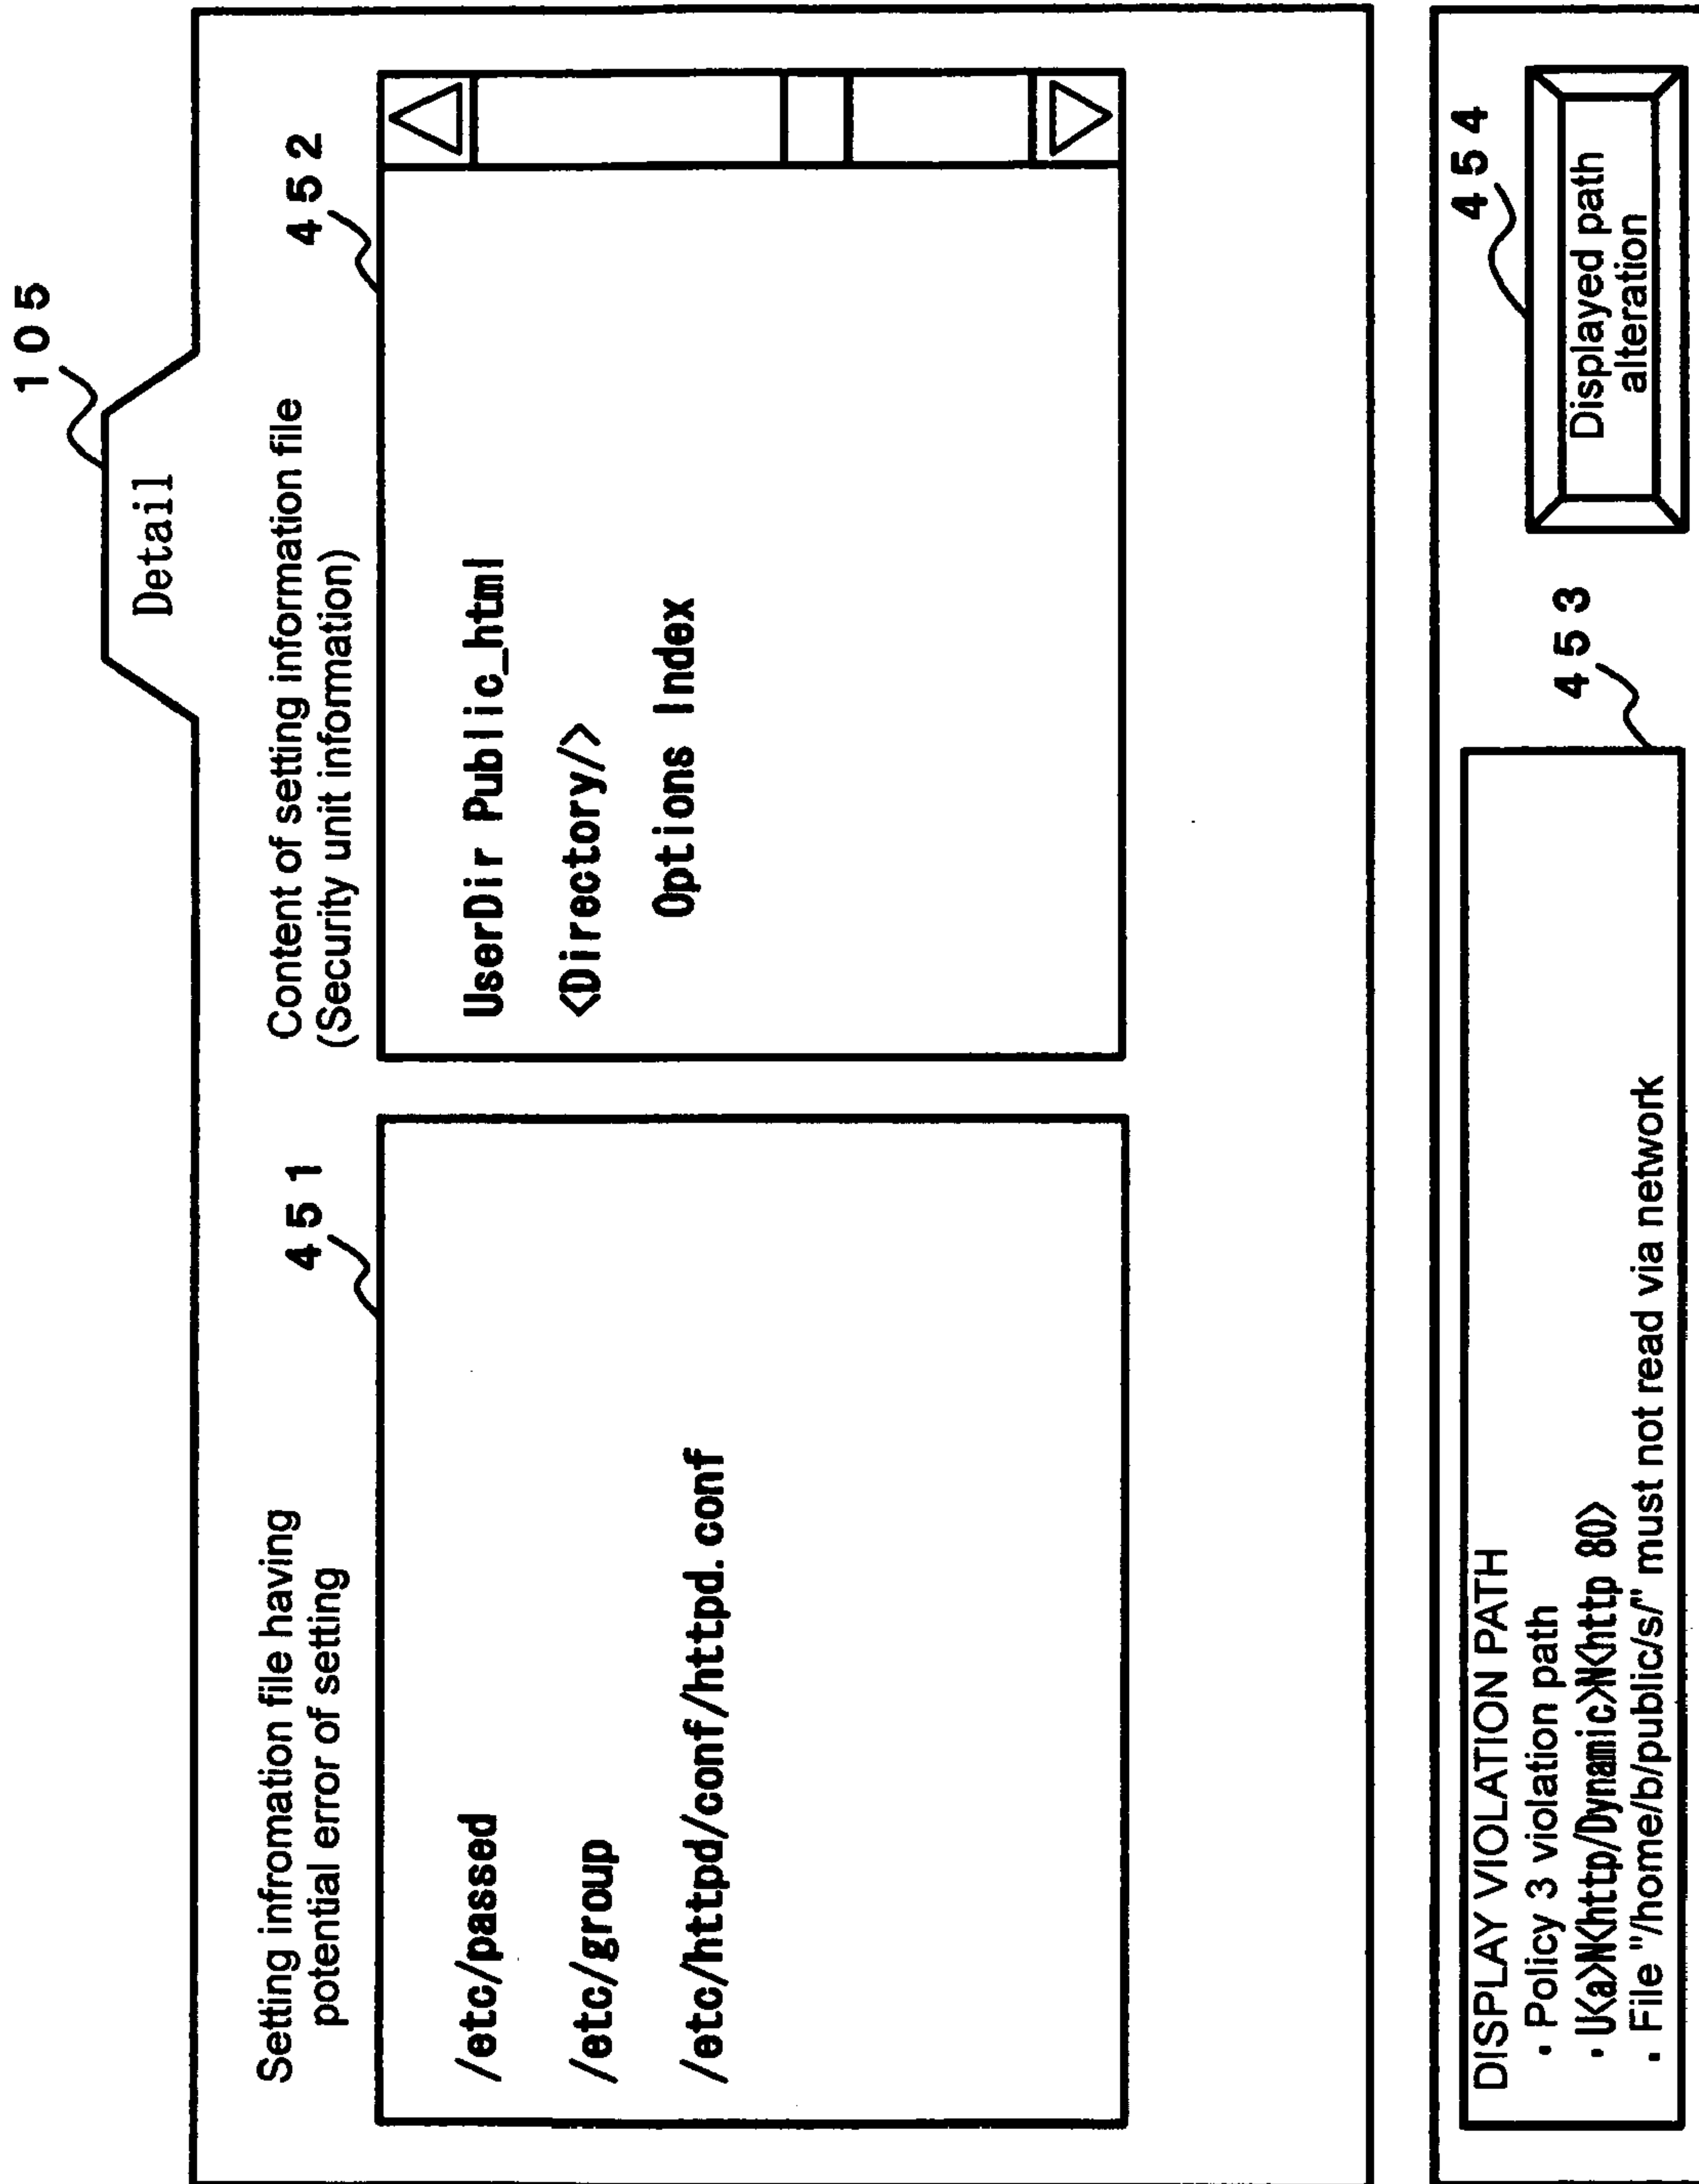 105
Detail
Setting infromation file having
potential error of setting
451
/etc/passed
/etc/group
/etc/httpd/conf/httpd.conf
Content of setting information file
(Security unit information)
452
UserDir Public_html
<Directory/>
Options Index
DISPLAY VIOLATION PATH
・Policy 3 violation path
・U<a>N<http/Dynamic>N<http 80>
・File "/home/b/public/s/" must not read via network
453
454
Displayed path
alteration